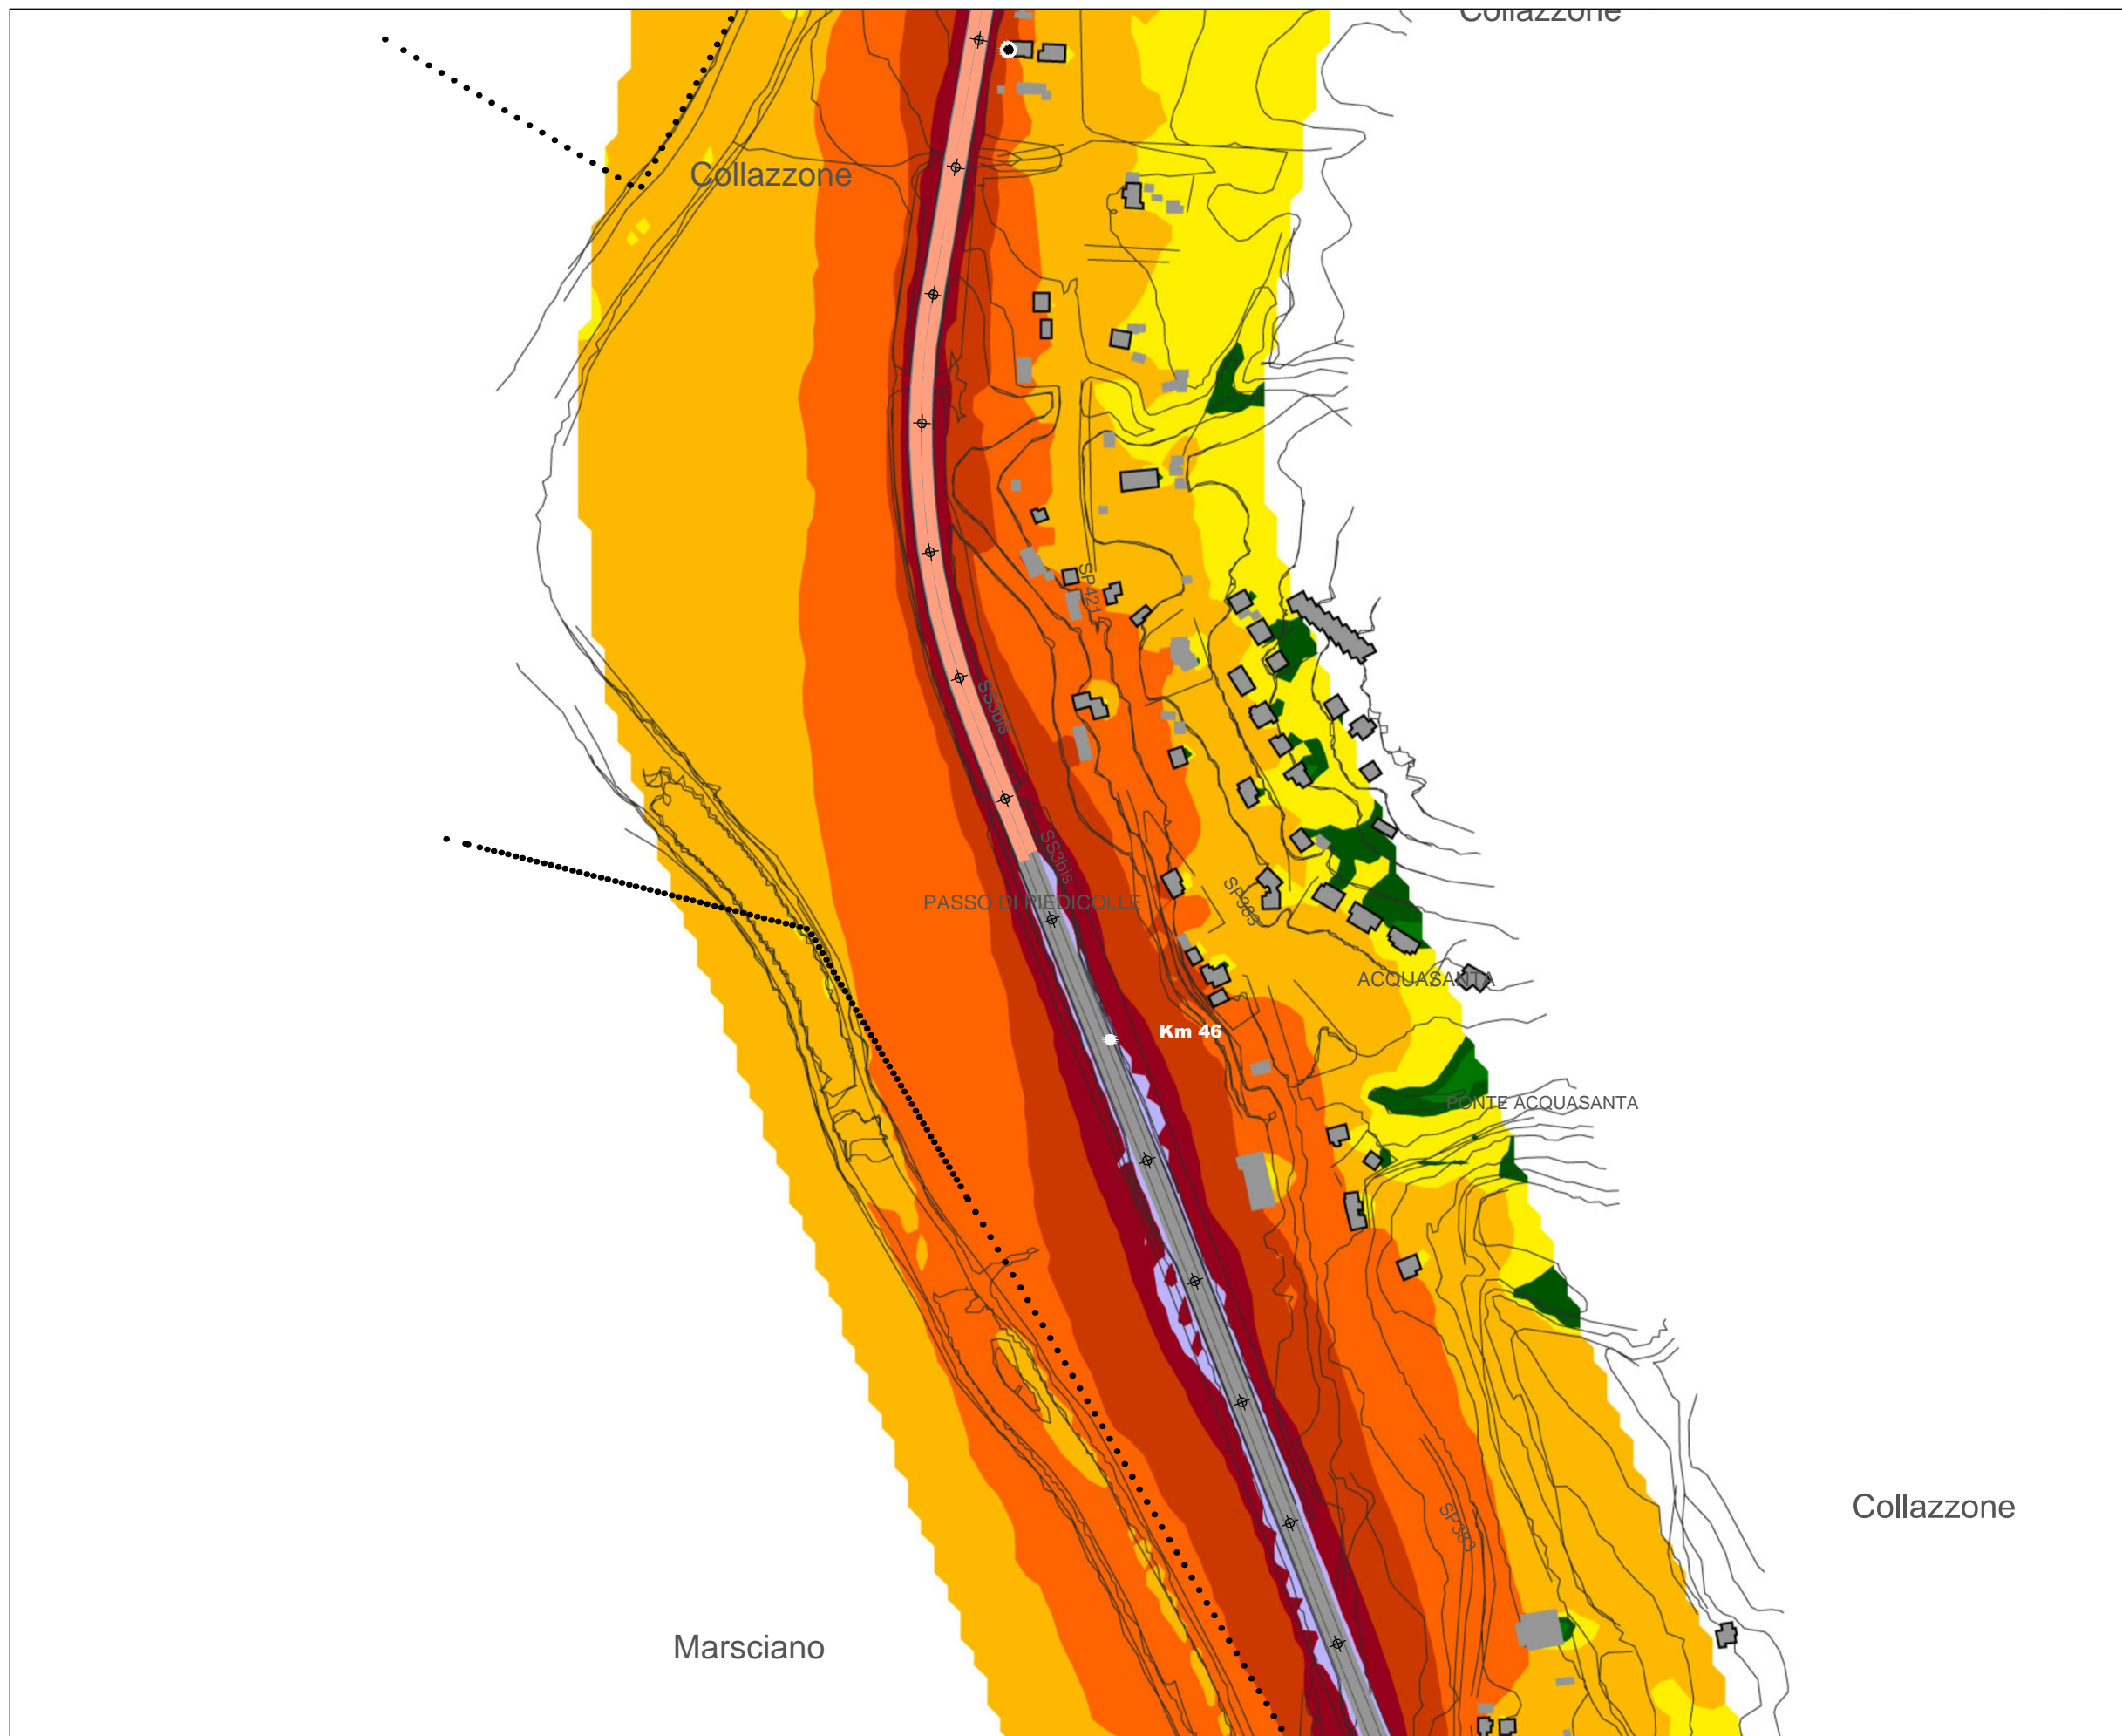 Collazzone
Collazzone
SP421
SS3bis
SS3bis
SP383
PASSO DI PIEDICOLLE
ACQUASANTA
Km 46
PONTE ACQUASANTA
Collazzone
SP383
Marsciano